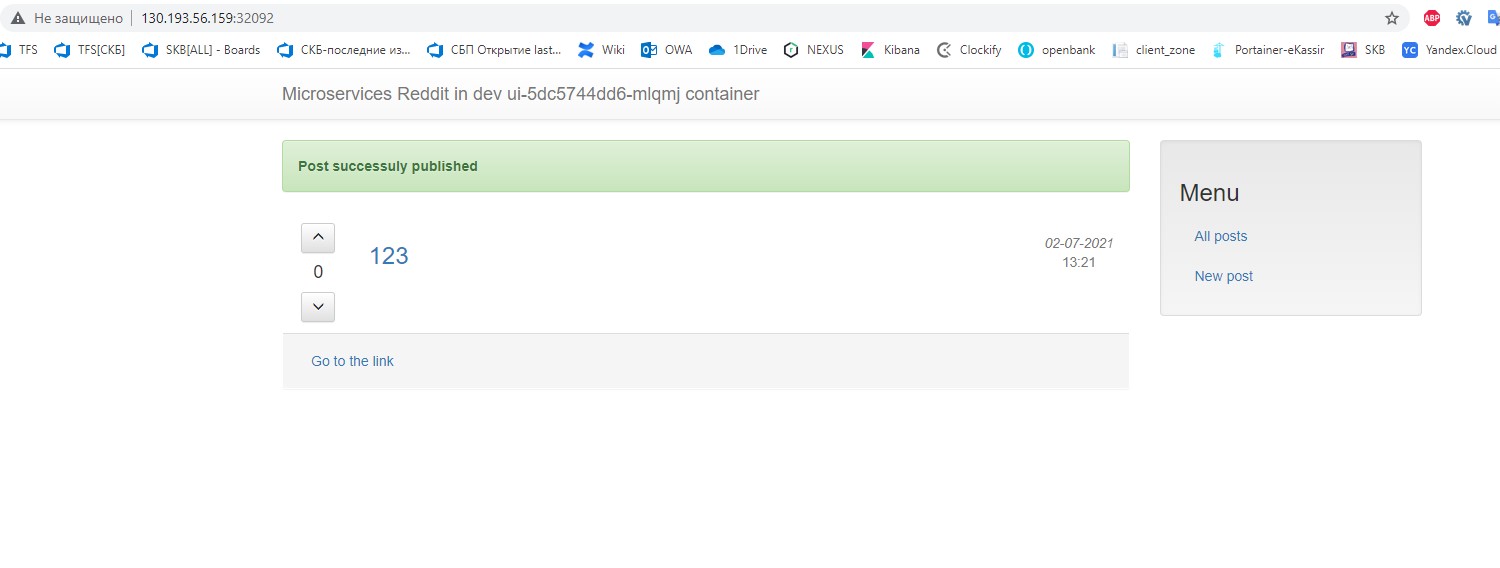 Не защищено 130.193.56.159:32092
ABP
TFS TFS[СКБ] SKB[ALL] - Boards СКБ-последние из... СБП Открытие last... Wiki OWA 1Drive NEXUS Kibana Clockify openbank client_zone Portainer-eKassir SKB YC Yandex.Cloud
Microservices Reddit in dev ui-5dc5744dd6-mlqmj container
Post successuly published
Menu
All posts
New post
0
123
02-07-2021
13:21
Go to the link